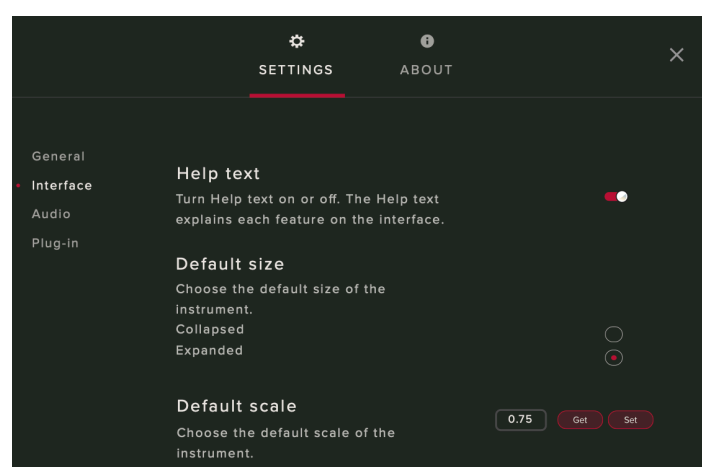 SETTINGS
ABOUT
General
Interface
Audio
Plug-in
Help text
Turn Help text on or off. The Help text
explains each feature on the interface.
Default size
Choose the default size of the
instrument.
Collapsed
Expanded
Default scale
Choose the default scale of the
instrument.
0.75
Get
Set